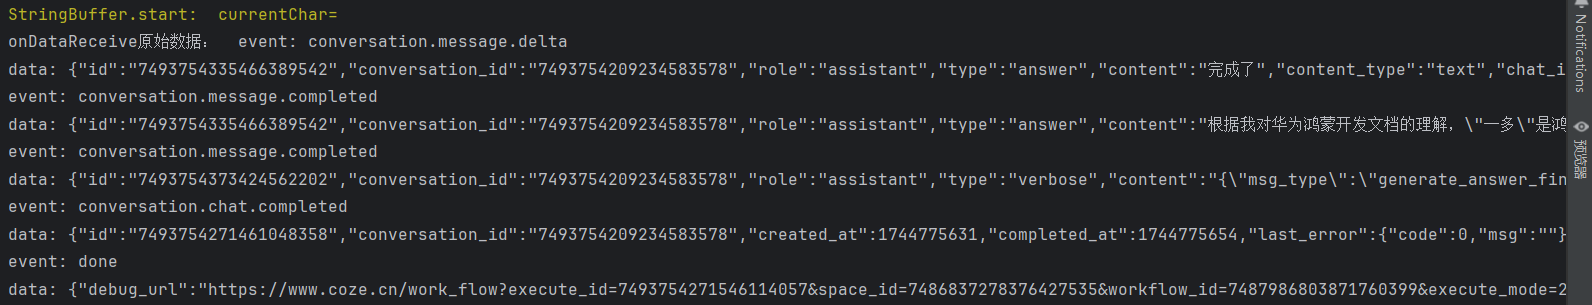 StringBuffer.start:  currentChar=
onDataReceive原始数据:  event: conversation.message.delta
data: {"id":"7493754335466389542","conversation_id":"7493754209234583578","role":"assistant","type":"answer","content":"完成了","content_type":"text","chat_i
event: conversation.message.completed
data: {"id":"7493754335466389542","conversation_id":"7493754209234583578","role":"assistant","type":"answer","content":"根据我对华为鸿蒙开发文档的理解，\"一多\"是鸿
event: conversation.message.completed
data: {"id":"7493754373424562202","conversation_id":"7493754209234583578","role":"assistant","type":"verbose","content":"{\"msg_type\":\"generate_answer_fin
event: conversation.chat.completed
data: {"id":"7493754271461048358","conversation_id":"7493754209234583578","created_at":1744775631,"completed_at":1744775654,"last_error":{"code":0,"msg":""}
event: done
data: {"debug_url":"https://www.coze.cn/work_flow?execute_id=7493754271546114057&space_id=7486837278376427535&workflow_id=7487986803871760399&execute_mode=2
Notifications
预览器